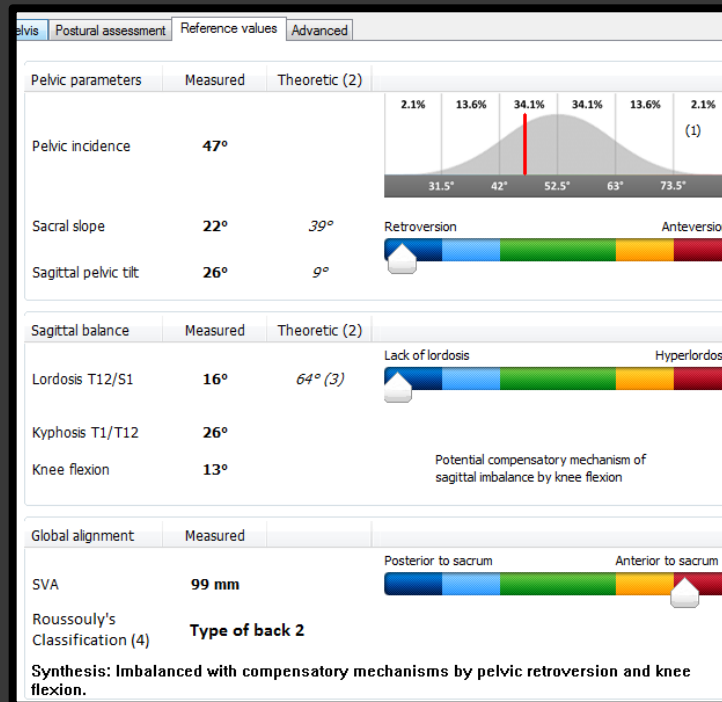 elvis Postural assessment Reference values Advanced
Pelvic parameters Measured Theoretic (2)
2.1% 13.6% 34.1% 34.1% 13.6% 2.1%
(1)
Pelvic incidence 47°
31.5° 42° 52.5° 63° 73.5°
Sacral slope 22° 39° Retroversion Anteversio
Sagittal pelvic tilt 26° 9°
Sagittal balance Measured Theoretic (2)
Lack of lordosis Hyperlordos
Lordosis T12/S1 16° 64° (3)
Kyphosis T1/T12 26°
Potential compensatory mechanism of
Knee flexion 13° sagittal imbalance by knee flexion
Global alignment Measured
Posterior to sacrum Anterior to sacrum
SVA 99 mm
Roussouly's
Classification (4) Type of back 2
Synthesis: Imbalanced with compensatory mechanisms by pelvic retroversion and knee
flexion.